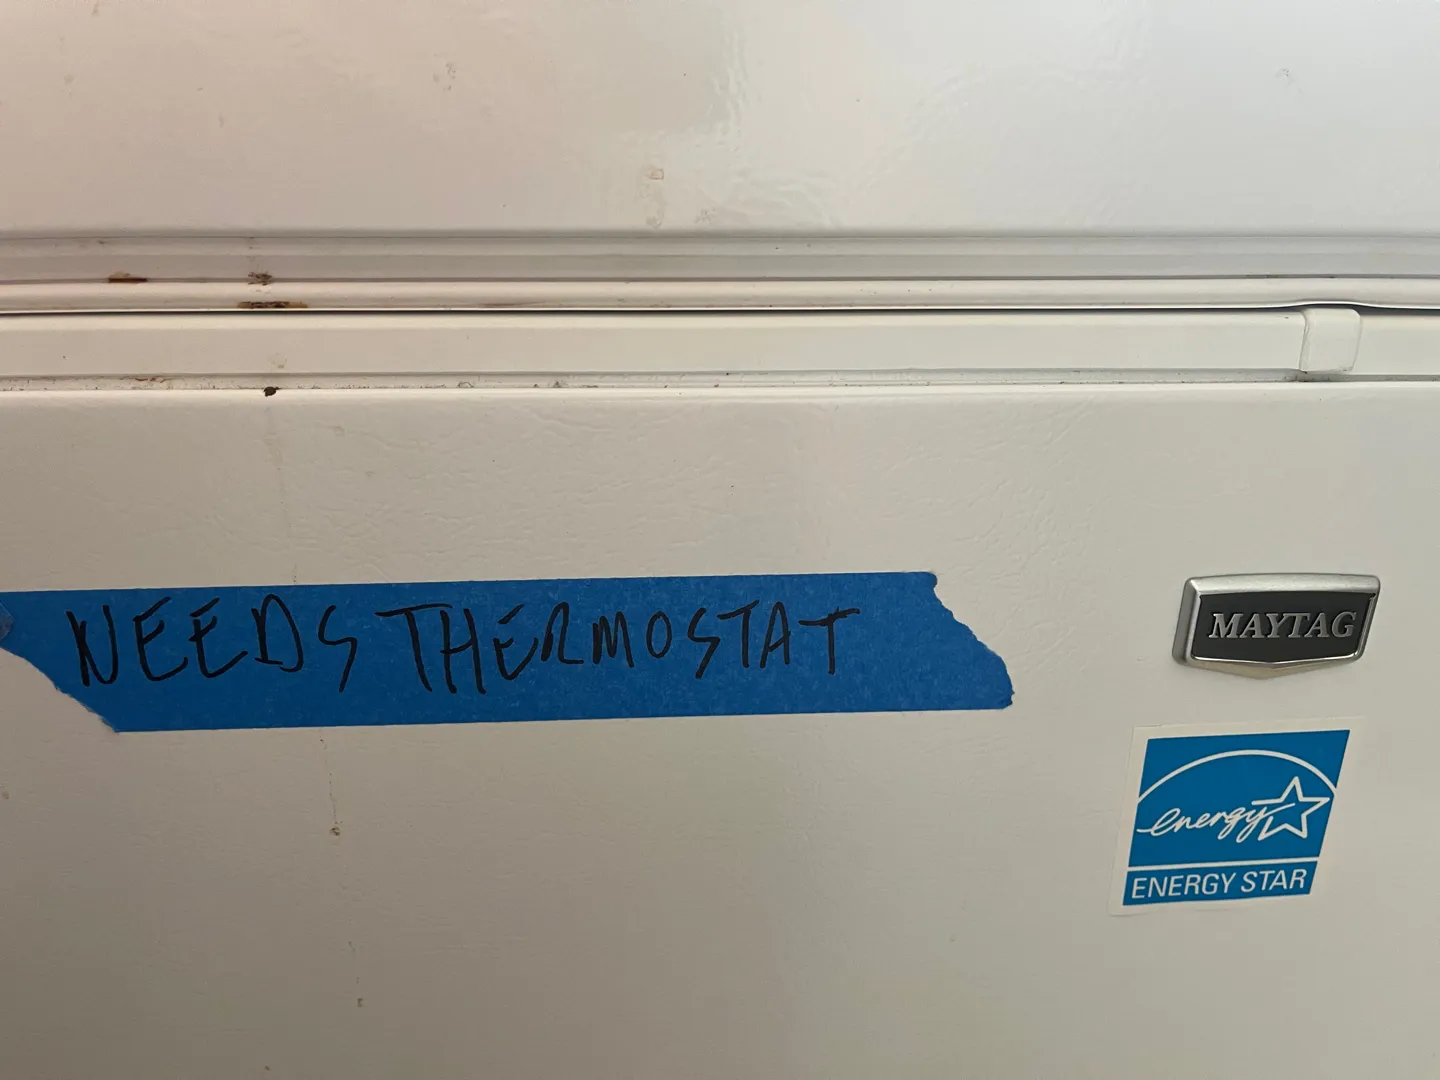 NEEDS THERMOSTAT
MAYTAG
energy
ENERGY STAR